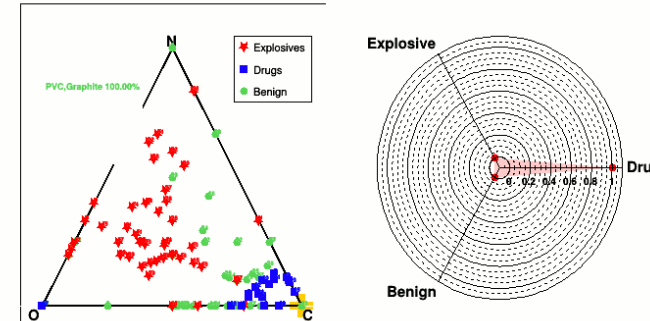 N
Explosives
Drugs
Benign
PVC,Graphite 100.00%
O
C
Explosive
Dru
0 0.2 0.4 0.6 0.8 1
Benign